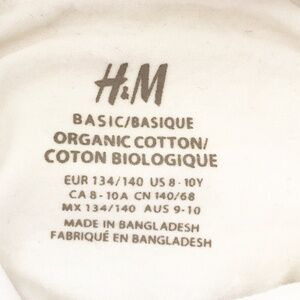 H&M
BASIC/BASIQUE
ORGANIC COTTON/
COTON BIOLOGIQUE
EUR 134/140 US 8-10Y
CA 8-10A CN 140/68
MX 134/140 AUS 9-10
MADE IN BANGLADESH
FABRIQUÉ EN BANGLADESH